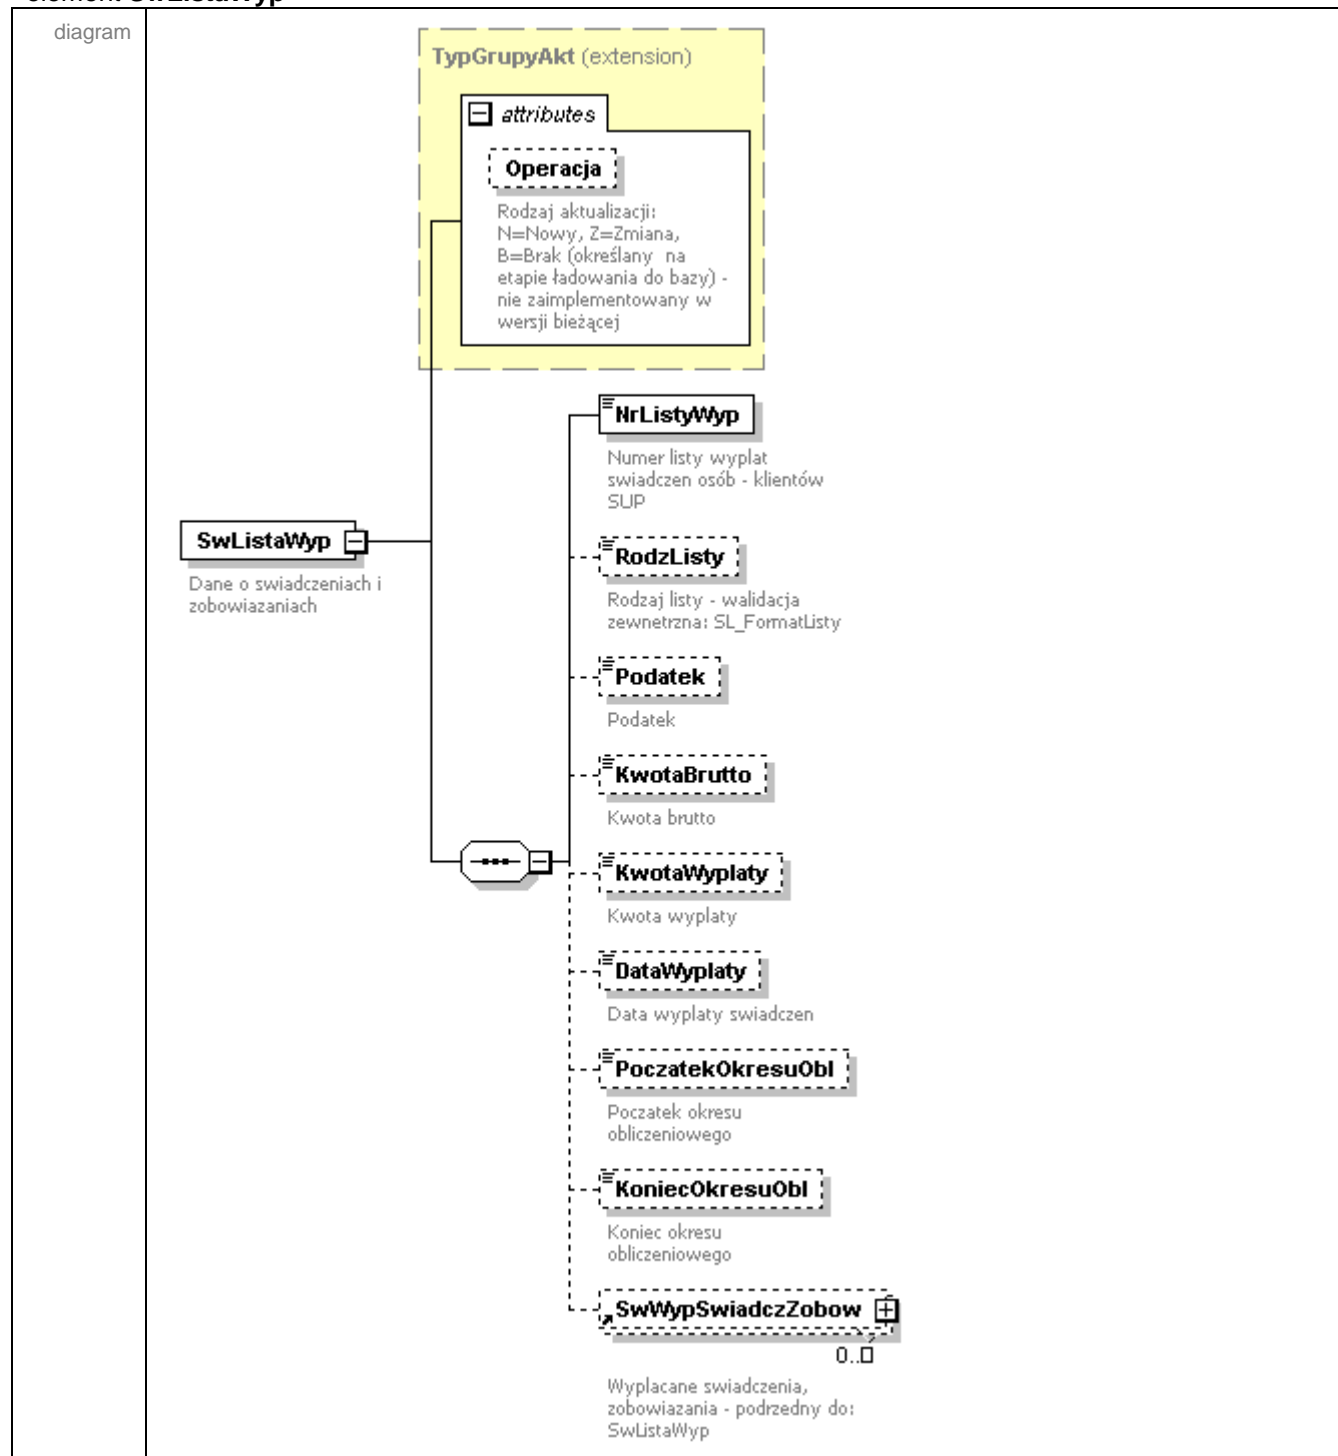 element SwListaWyp
diagram
TypGrupyAkt (extension)
attributes
Operacja
Rodzaj aktualizacji:
N=Nowy, Z=Zmiana,
B=Brak (określany na
etapie ładowania do bazy) -
nie zaimplementowany w
wersji bieżącej
NrListyWyp
Numer listy wyplat
swiadczen osób - klientów
SUP
SwListaWyp
Dane o swiadczeniach i
zobowiazaniach
RodzListy
Rodzaj listy - walidacja
zewnetrzna: SL_FormatListy
Podatek
Podatek
KwotaBrutto
Kwota brutto
KwotaWyplaty
Kwota wyplaty
DataWyplaty
Data wyplaty swiadczen
PoczatekOkresuObl
Poczatek okresu
obliczeniowego
KoniecOkresuObl
Koniec okresu
obliczeniowego
SwWypSwiadczZobow
0..□
Wyplacane swiadczenia,
zobowiazania - podrzedny do:
SwListaWyp